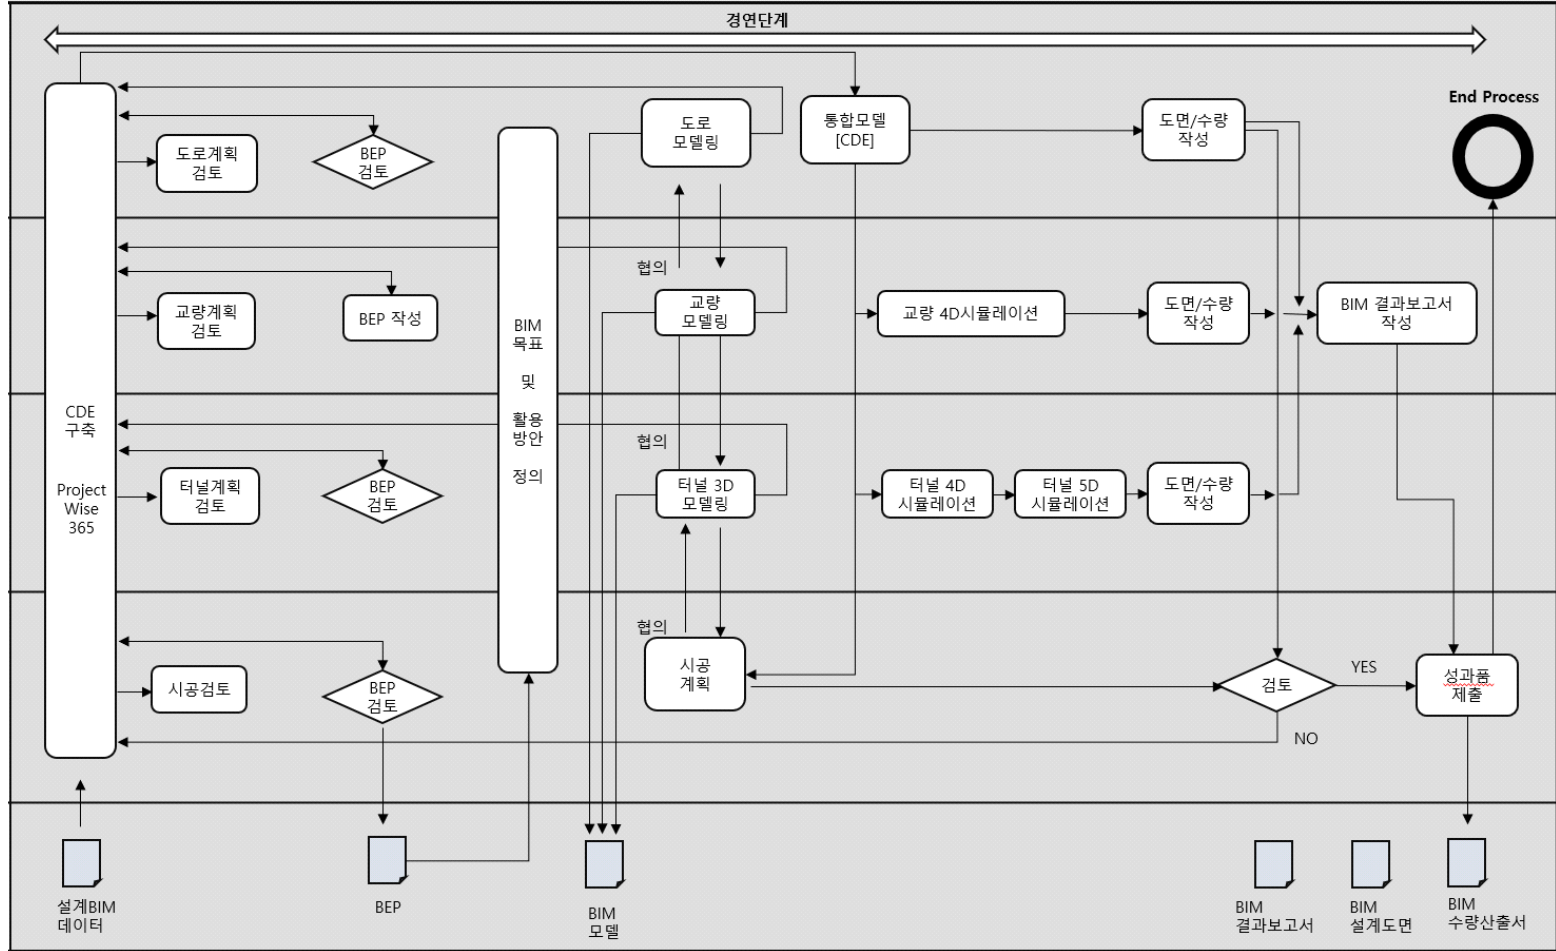 경연단계
End Process
도로계획
검토
BEP
검토
도로
모델링
통합모델
[CDE]
도면/수량
작성
협의
교량계획
검토
BEP 작성
교량
모델링
교량 4D시뮬레이션
도면/수량
작성
BIM 결과보고서
작성
CDE
구축
Project
Wise
365
BIM
목표
및
활용
방안
정의
협의
터널계획
검토
BEP
검토
터널 3D
모델링
터널 4D
시뮬레이션
터널 5D
시뮬레이션
도면/수량
작성
협의
시공검토
BEP
검토
시공
계획
검토
YES
NO
성과품
제출
설계BIM
데이터
BEP
BIM
모델
BIM
결과보고서
BIM
설계도면
BIM
수량산출서